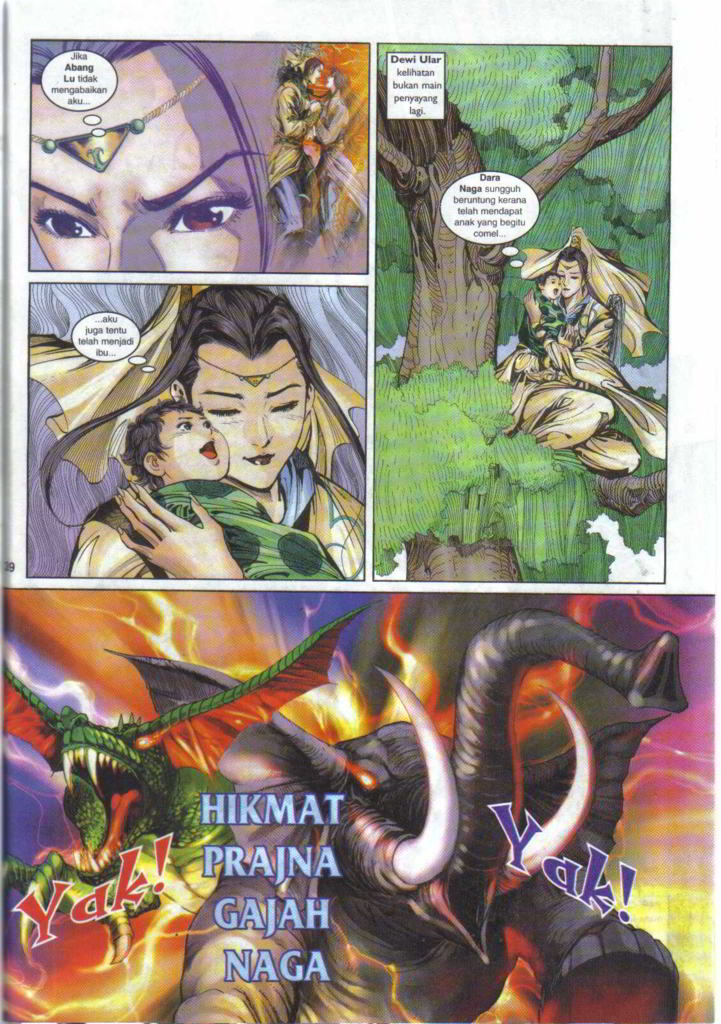 Dewi Ular
kelihatan
bukan main
penyayang
lagi.
Dara
Naga sungguh
beruntung kerana
telah mendapat
anak yang begitu
comel...
Jika
Abang
Lu tidak
mengabaikan
aku...
...aku
juga tentu
telah menjadi
ibu...
HIKMAT
PRAJNA
GAJAH
NAGA
Yak!
Yak!